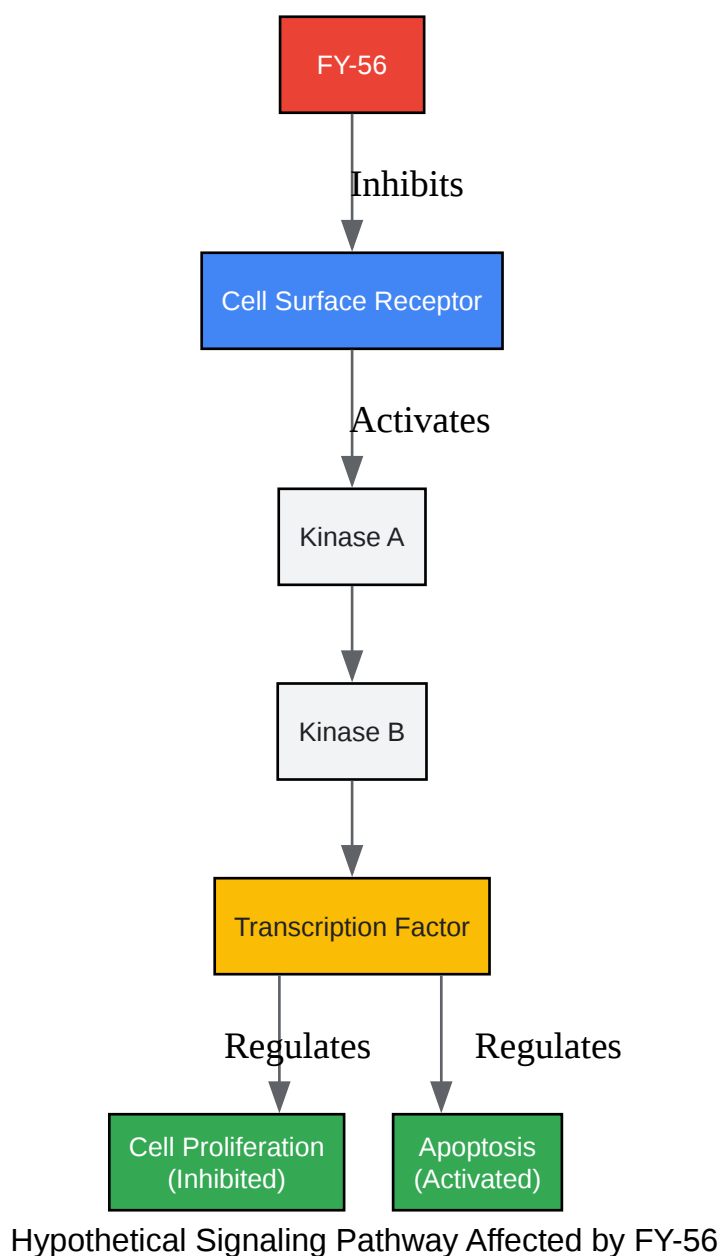 FY-56
Inhibits
Cell Surface Receptor
Activates
Kinase A
Kinase B
Transcription Factor
Regulates
Regulates
Cell Proliferation
(Inhibited)
Apoptosis
(Activated)
Hypothetical Signaling Pathway Affected by FY-56